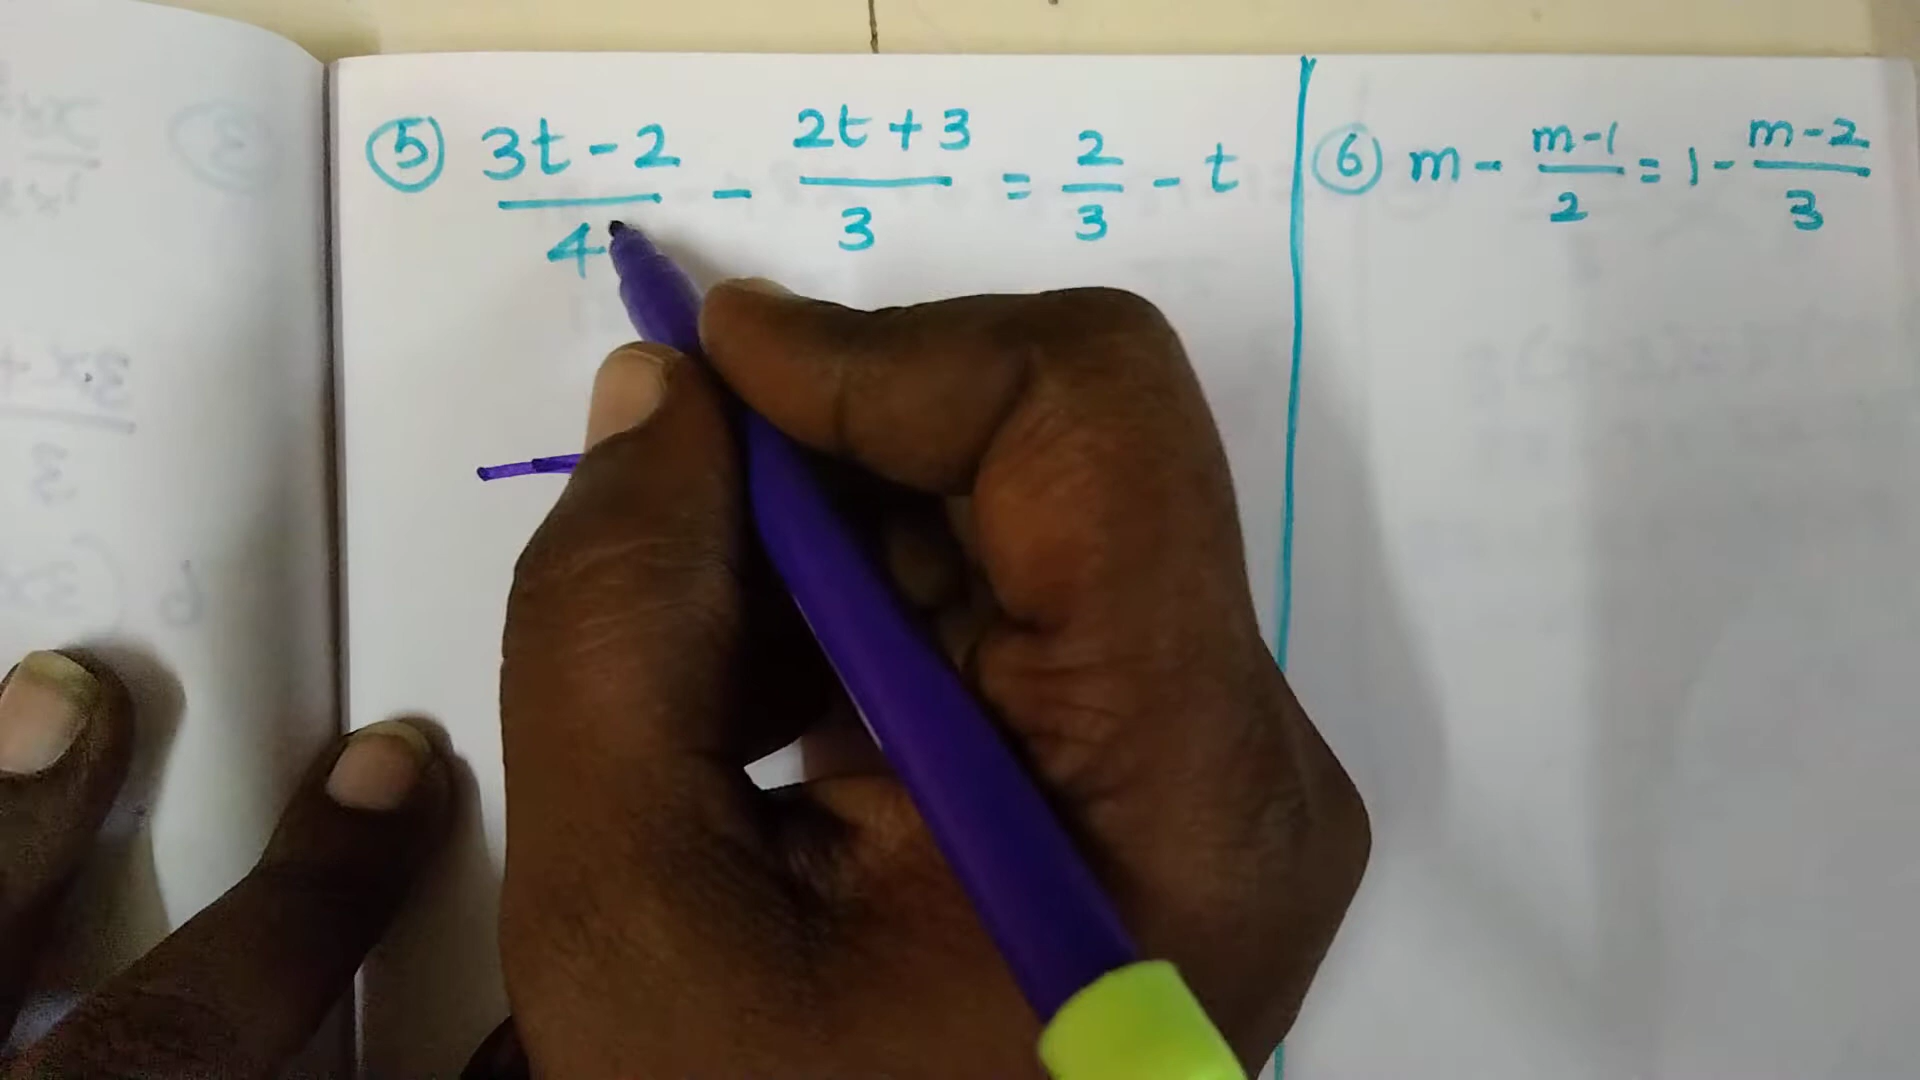 ⑤ (3t-2)/4 - (2t+3)/3 = 2/3 - t
⑥ m - (m-1)/2 = 1 - (m-2)/3